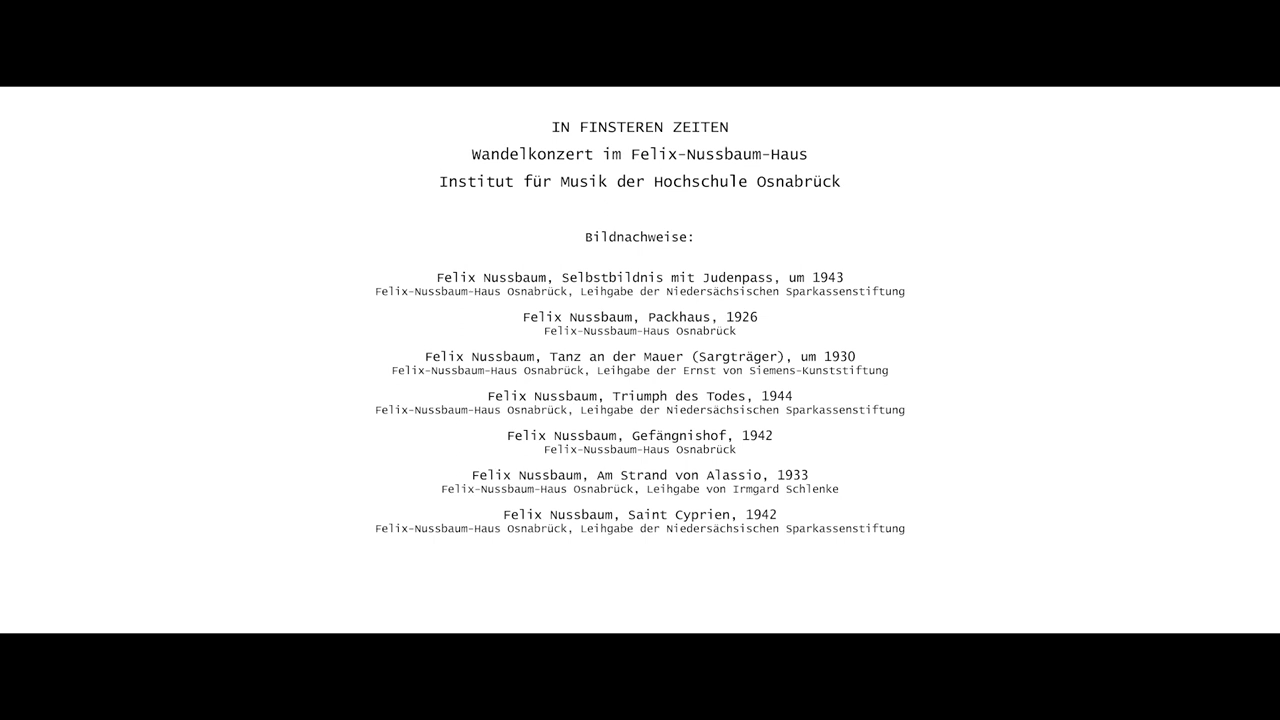 IN FINSTEREN ZEITEN
Wandelkonzert im Felix-Nussbaum-Haus
Institut für Musik der Hochschule Osnabrück
Bildnachweise:
Felix Nussbaum, Selbstbildnis mit Judenpass, um 1943
Felix-Nussbaum-Haus Osnabrück, Leihgabe der Niedersächsischen Sparkassenstiftung
Felix Nussbaum, Packhaus, 1926
Felix-Nussbaum-Haus Osnabrück
Felix Nussbaum, Tanz an der Mauer (Sargträger), um 1930
Felix-Nussbaum-Haus Osnabrück, Leihgabe der Ernst von Siemens-Kunststiftung
Felix Nussbaum, Triumph des Todes, 1944
Felix-Nussbaum-Haus Osnabrück, Leihgabe der Niedersächsischen Sparkassenstiftung
Felix Nussbaum, Gefängnishof, 1942
Felix-Nussbaum-Haus Osnabrück
Felix Nussbaum, Am Strand von Alassio, 1933
Felix-Nussbaum-Haus Osnabrück, Leihgabe von Irmgard Schlenke
Felix Nussbaum, Saint Cyprien, 1942
Felix-Nussbaum-Haus Osnabrück, Leihgabe der Niedersächsischen Sparkassenstiftung